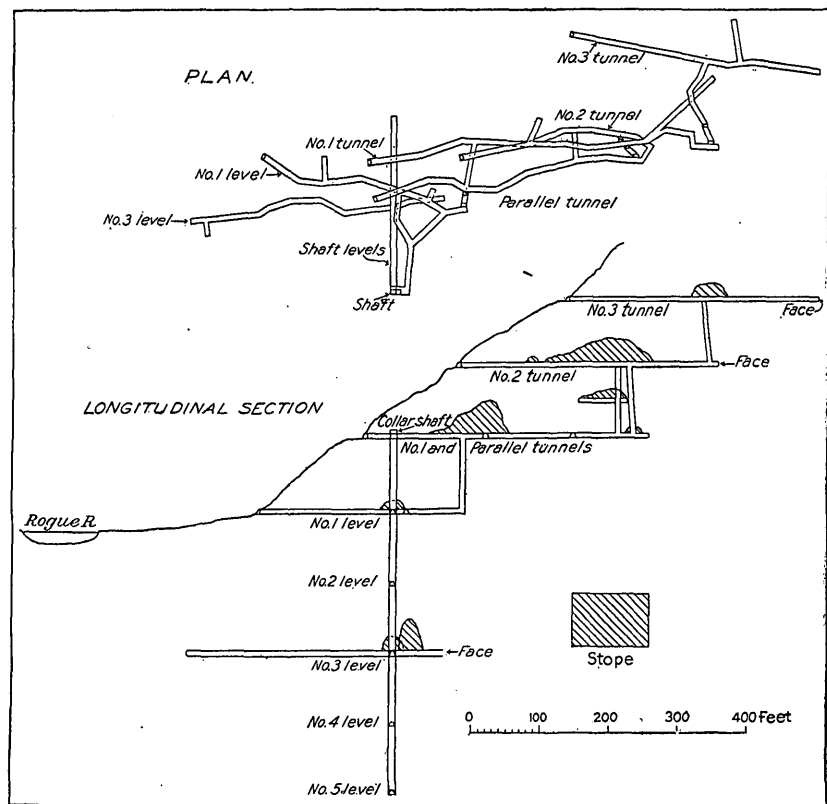 PLAN.
No.3 tunnel
No.2 tunnel
No.1 tunnel
No.1 level
Parallel tunnel
No.3 level
Shaft levels
Shaft
No.3 tunnel
Face
No.2 tunnel
Face
LONGITUDINAL SECTION
Collar shaft
No.1 and Parallel tunnels
Rogue R.
No.1 level
No.2 level
Stope
Face
No.3 level
0 100 200 300 400 Feet
No.4 level
No.5 level